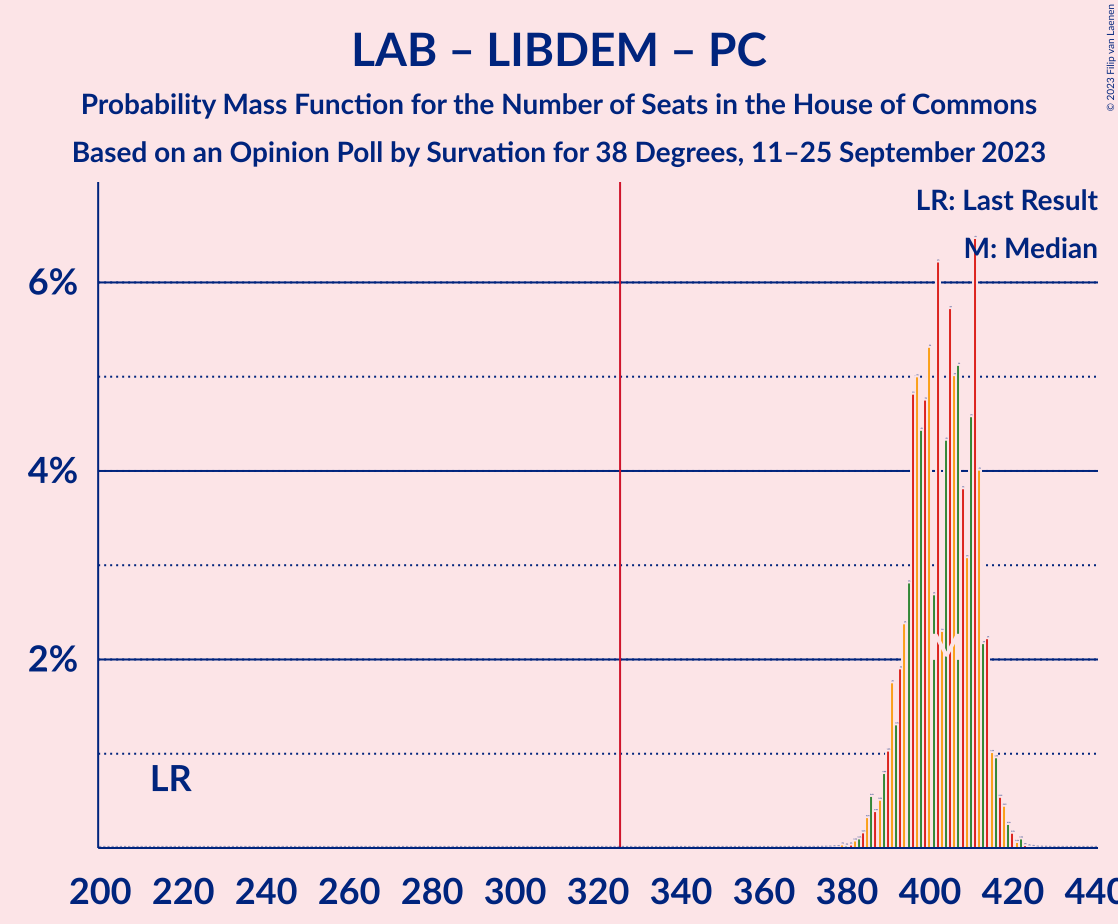 LAB – LIBDEM – PC
Probability Mass Function for the Number of Seats in the House of Commons
Based on an Opinion Poll by Survation for 38 Degrees, 11–25 September 2023
© 2023 Filip van Laenen
LR: Last Result
M: Median
6%
4%
2%
LR
M
200 220 240 260 280 300 320 340 360 380 400 420 440